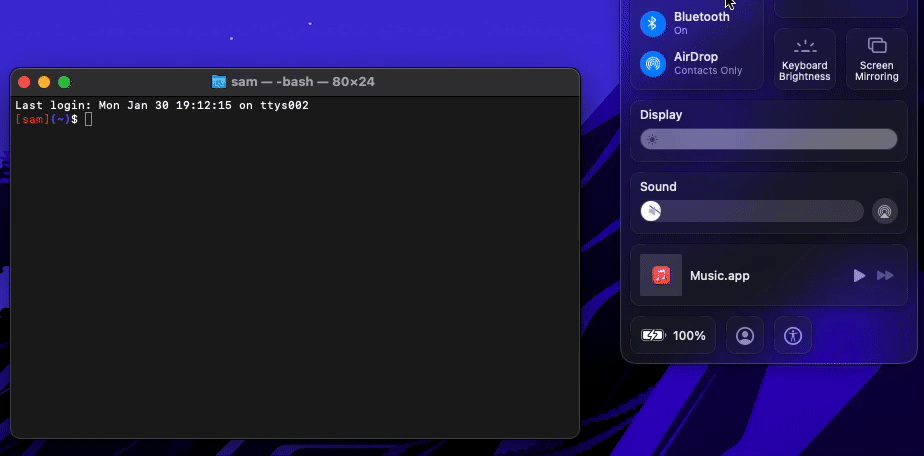 sam — -bash — 80×24
Last login: Mon Jan 30 19:12:15 on ttys002
[sam](~)$
Bluetooth
On
AirDrop
Contacts Only
Keyboard
Brightness
Screen
Mirroring
Display
Sound
Music.app
100%